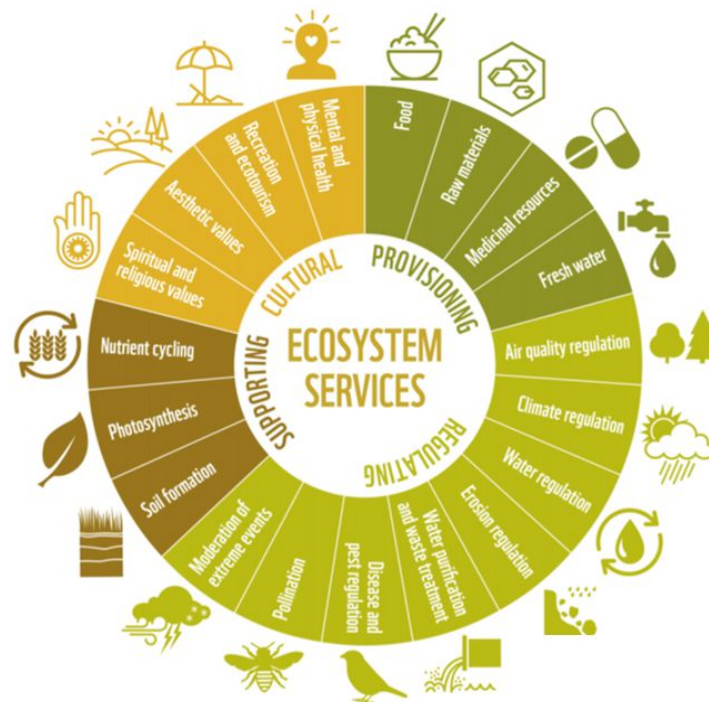 ECOSYSTEM
SERVICES
PROVISIONING
Food
Raw materials
Medicinal resources
Fresh water
REGULATING
Air quality regulation
Climate regulation
Water regulation
Erosion regulation
Water purification
and waste treatment
Disease and
pest regulation
Pollination
Moderation of
extreme events
SUPPORTING
Soil formation
Photosynthesis
Nutrient cycling
CULTURAL
Spiritual and
religious values
Aesthetic values
Recreation
and ecotourism
Mental and
physical health